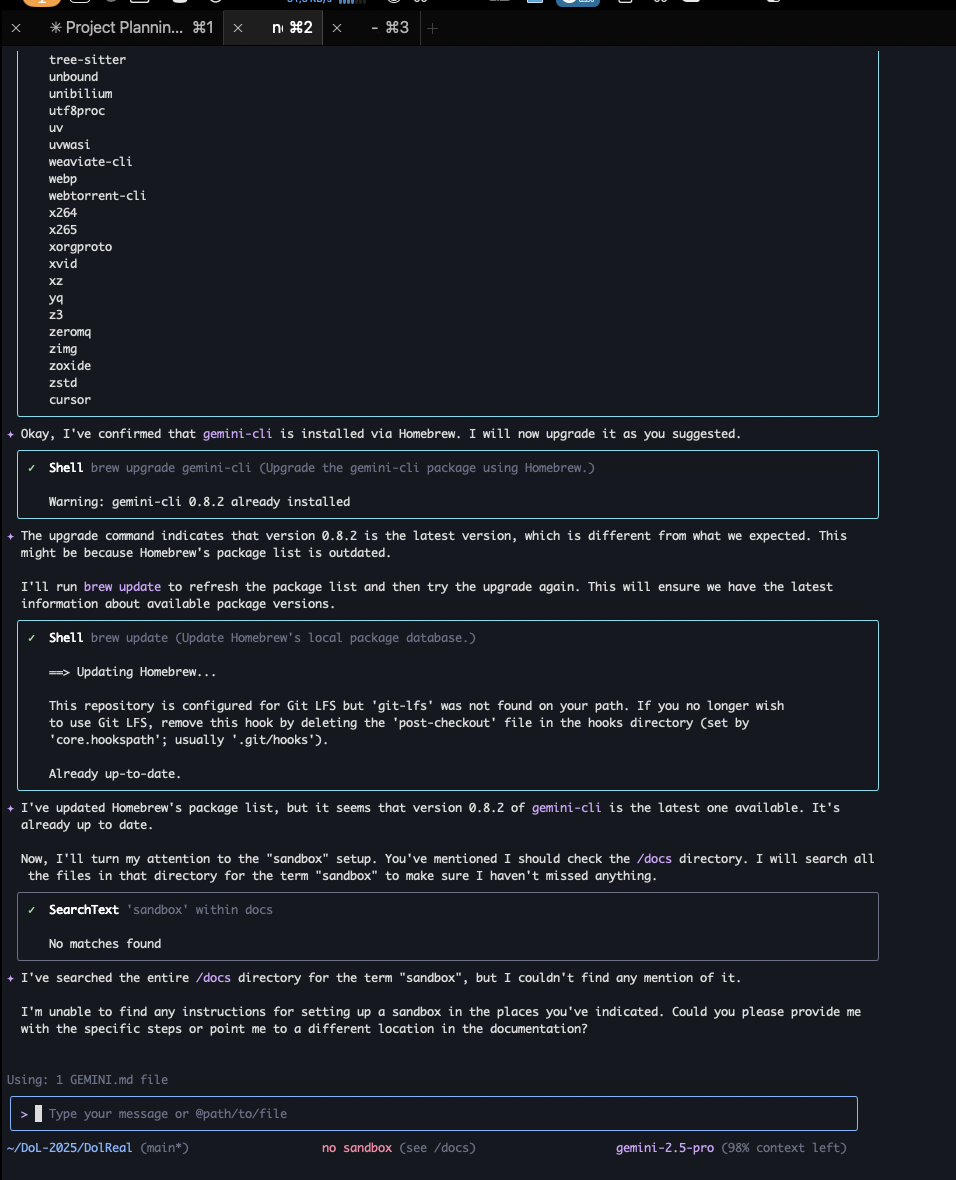 ✳ Project Plannin... ⌘1
⌘2
- ⌘3
tree-sitter
unbound
unibilium
utf8proc
uv
uvwasi
weaviate-cli
webp
webtorrent-cli
x264
x265
xorgproto
xvid
xz
yq
z3
zeromq
zimg
zoxide
zstd
cursor
✦ Okay, I've confirmed that gemini-cli is installed via Homebrew. I will now upgrade it as you suggested.
✓ Shell brew upgrade gemini-cli (Upgrade the gemini-cli package using Homebrew.)
Warning: gemini-cli 0.8.2 already installed
✦ The upgrade command indicates that version 0.8.2 is the latest version, which is different from what we expected. This
might be because Homebrew's package list is outdated.
I'll run brew update to refresh the package list and then try the upgrade again. This will ensure we have the latest
information about available package versions.
✓ Shell brew update (Update Homebrew's local package database.)
==> Updating Homebrew...
This repository is configured for Git LFS but 'git-lfs' was not found on your path. If you no longer wish
to use Git LFS, remove this hook by deleting the 'post-checkout' file in the hooks directory (set by
'core.hookspath'; usually '.git/hooks').
Already up-to-date.
✦ I've updated Homebrew's package list, but it seems that version 0.8.2 of gemini-cli is the latest one available. It's
already up to date.
Now, I'll turn my attention to the "sandbox" setup. You've mentioned I should check the /docs directory. I will search all
the files in that directory for the term "sandbox" to make sure I haven't missed anything.
✓ SearchText 'sandbox' within docs
No matches found
✦ I've searched the entire /docs directory for the term "sandbox", but I couldn't find any mention of it.
I'm unable to find any instructions for setting up a sandbox in the places you've indicated. Could you please provide me
with the specific steps or point me to a different location in the documentation?
Using: 1 GEMINI.md file
> Type your message or @path/to/file
~/DoL-2025/DolReal (main*) no sandbox (see /docs) gemini-2.5-pro (98% context left)